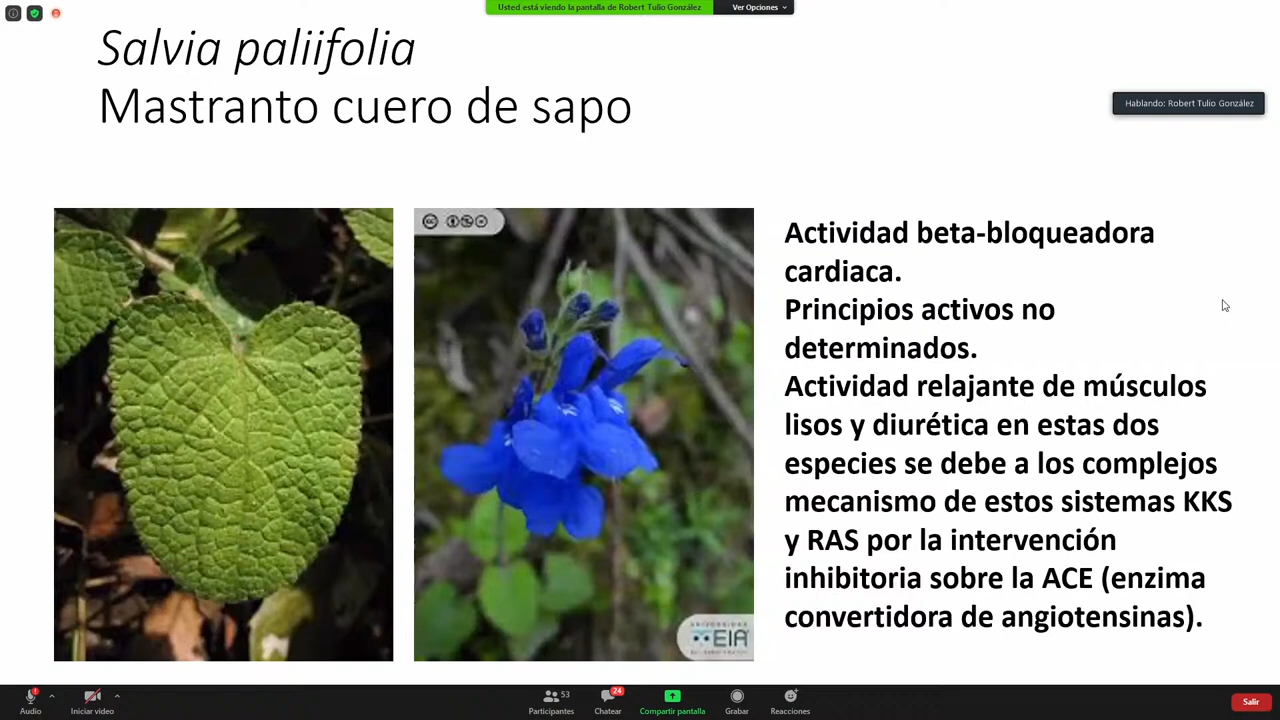 Usted está viendo la pantalla de Robert Tulio González
Ver Opciones
Salvia paliifolia
Mastranto cuero de sapo
Hablando: Robert Tulio González
Actividad beta-bloqueadora
cardiaca.
Principios activos no
determinados.
Actividad relajante de músculos
lisos y diurética en estas dos
especies se debe a los complejos
mecanismo de estos sistemas KKS
y RAS por la intervención
inhibitoria sobre la ACE (enzima
convertidora de angiotensinas).
EIA
Audio
Iniciar video
53
Participantes
24
Chatear
Compartir pantalla
Grabar
Reacciones
Salir